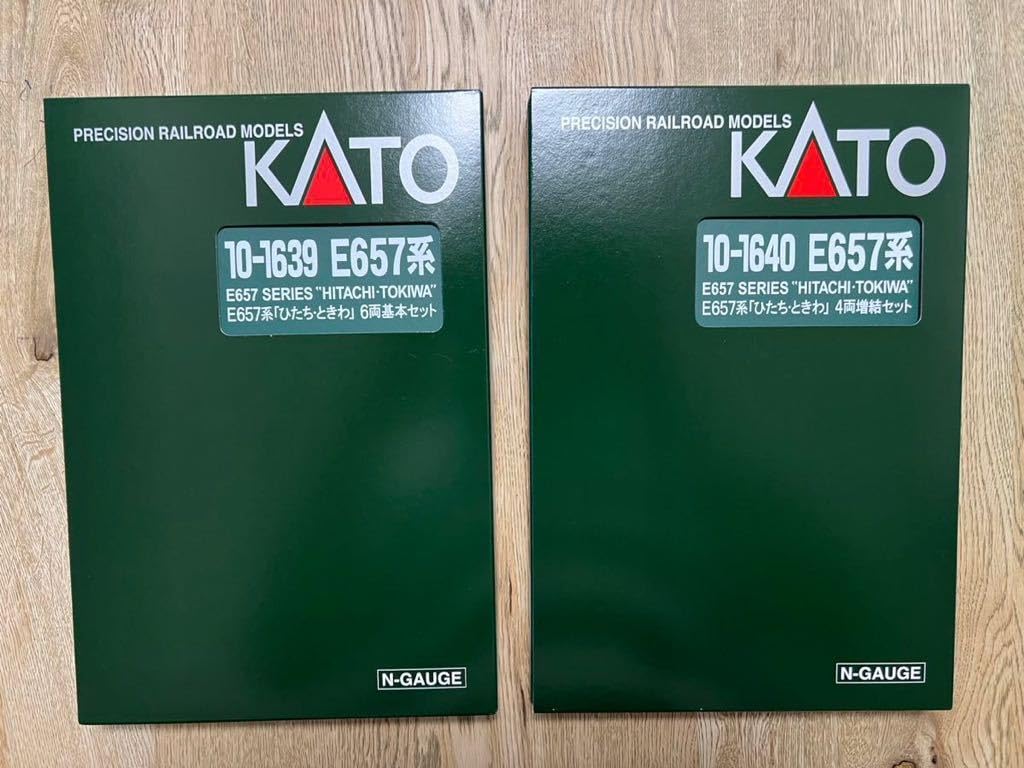 PRECISION RAILROAD MODELS
KATO
10-1639 E657系
E657 SERIES "HITACHI·TOKIWA"
E657系「ひたち·ときわ」 6両基本セット
N-GAUGE
PRECISION RAILROAD MODELS
KATO
10-1640 E657系
E657 SERIES "HITACHI·TOKIWA"
E657系「ひたち·ときわ」 4両増結セット
N-GAUGE